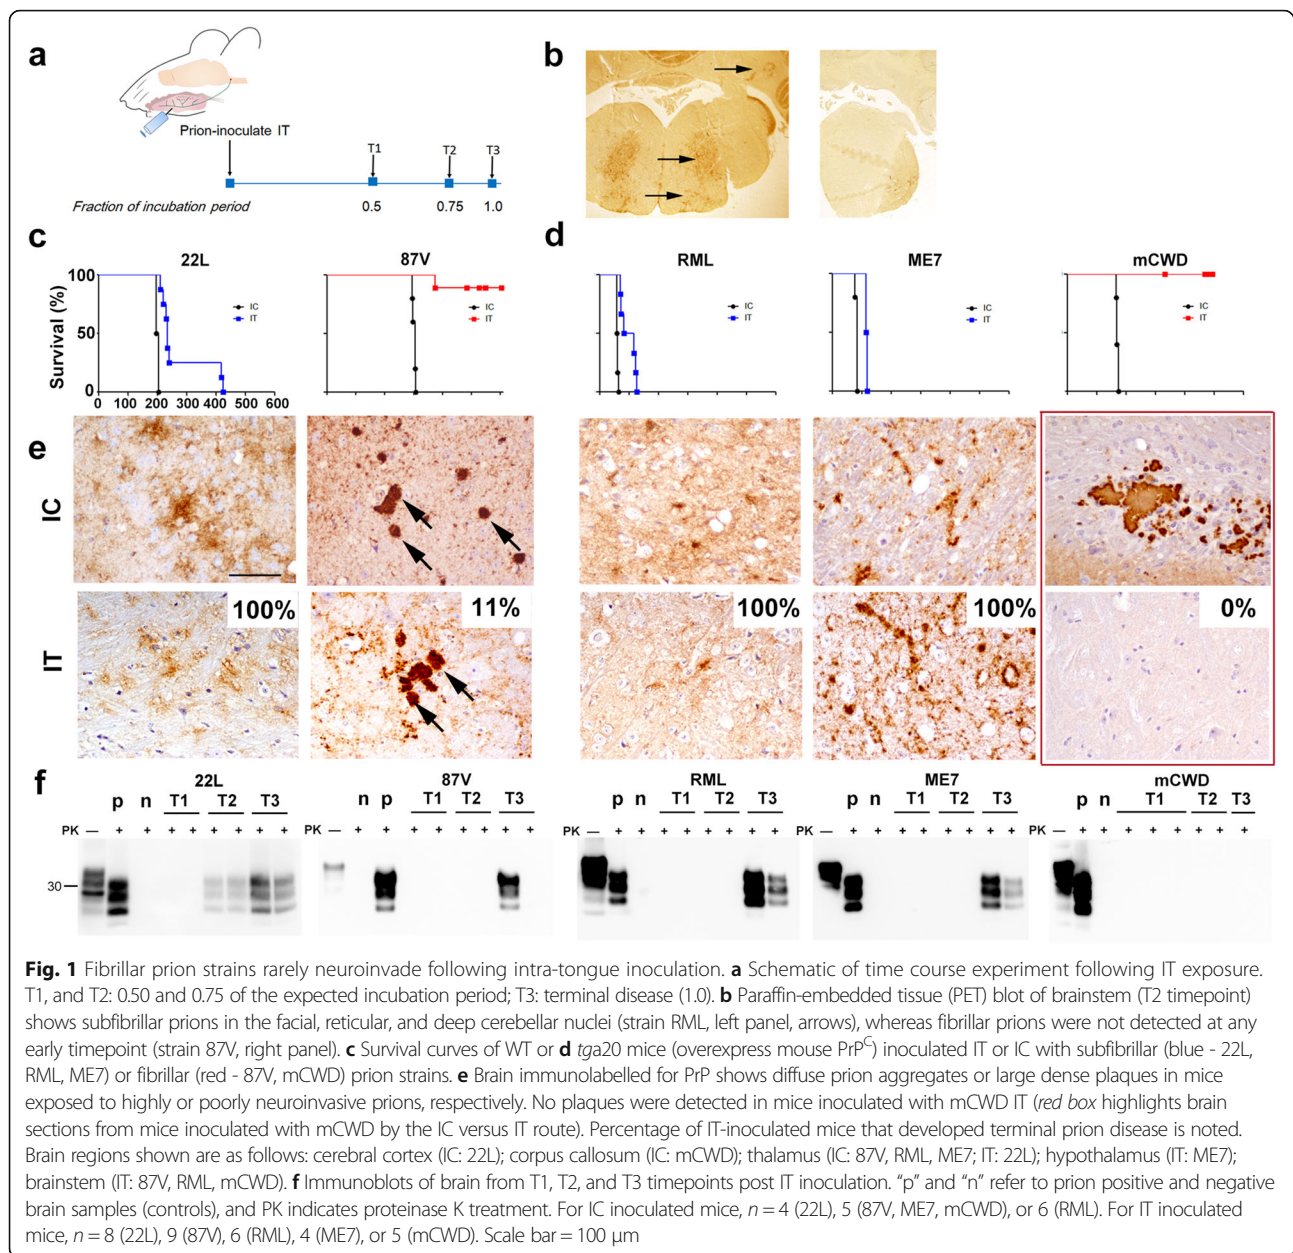 a
Prion-inoculate IT
T1 T2 T3
Fraction of incubation period 0.5 0.75 1.0
b
c
22L 87V
Survival (%)
100
50
0
0 100 200 300 400 500 600
IC
IT
IC
IT
d
RML ME7 mCWD
IC
IT
IC
IT
IC
IT
e
IC
IT
100% 11% 100% 100% 0%
f
22L 87V RML ME7 mCWD
p n T1 T2 T3
PK — + + + + + + + +
30
n p T1 T2 T3
PK — + + + + + + + +
p n T1 T2 T3
PK — + + + + + + + +
p n T1 T2 T3
PK — + + + + + + + +
p n T1 T2 T3
PK — + + + + + + + +
Fig. 1 Fibrillar prion strains rarely neuroinvade following intra-tongue inoculation. a Schematic of time course experiment following IT exposure.
T1, and T2: 0.50 and 0.75 of the expected incubation period; T3: terminal disease (1.0). b Paraffin-embedded tissue (PET) blot of brainstem (T2 timepoint)
shows subfibrillar prions in the facial, reticular, and deep cerebellar nuclei (strain RML, left panel, arrows), whereas fibrillar prions were not detected at any
early timepoint (strain 87V, right panel). c Survival curves of WT or d tga20 mice (overexpress mouse PrPC) inoculated IT or IC with subfibrillar (blue - 22L,
RML, ME7) or fibrillar (red - 87V, mCWD) prion strains. e Brain immunolabelled for PrP shows diffuse prion aggregates or large dense plaques in mice
exposed to highly or poorly neuroinvasive prions, respectively. No plaques were detected in mice inoculated with mCWD IT (red box highlights brain
sections from mice inoculated with mCWD by the IC versus IT route). Percentage of IT-inoculated mice that developed terminal prion disease is noted.
Brain regions shown are as follows: cerebral cortex (IC: 22L); corpus callosum (IC: mCWD); thalamus (IC: 87V, RML, ME7; IT: 22L); hypothalamus (IT: ME7);
brainstem (IT: 87V, RML, mCWD). f Immunoblots of brain from T1, T2, and T3 timepoints post IT inoculation. “p” and “n” refer to prion positive and negative
brain samples (controls), and PK indicates proteinase K treatment. For IC inoculated mice, n = 4 (22L), 5 (87V, ME7, mCWD), or 6 (RML). For IT inoculated
mice, n = 8 (22L), 9 (87V), 6 (RML), 4 (ME7), or 5 (mCWD). Scale bar = 100 μm